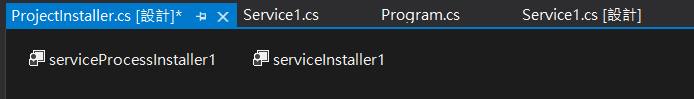 ProjectInstaller.cs [設計]* Service1.cs Program.cs Service1.cs [設計]
serviceProcessInstaller1 serviceInstaller1